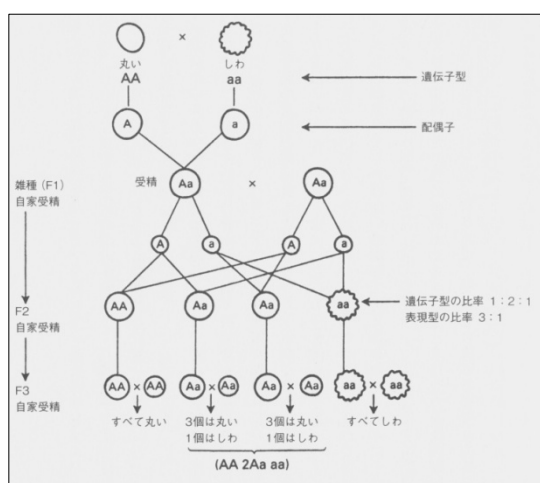 ×
丸い
しわ
AA
aa
遺伝子型
A
a
配偶子
雑種 (F1)
自家受精
受精
Aa
×
Aa
A
a
A
a
F2
自家受精
AA
Aa
Aa
aa
遺伝子型の比率 1:2:1
表現型の比率 3:1
F3
自家受精
AA × AA
Aa × Aa
Aa × Aa
aa × aa
すべて丸い
3個は丸い
1個はしわ
3個は丸い
1個はしわ
すべてしわ
(AA 2Aa aa)